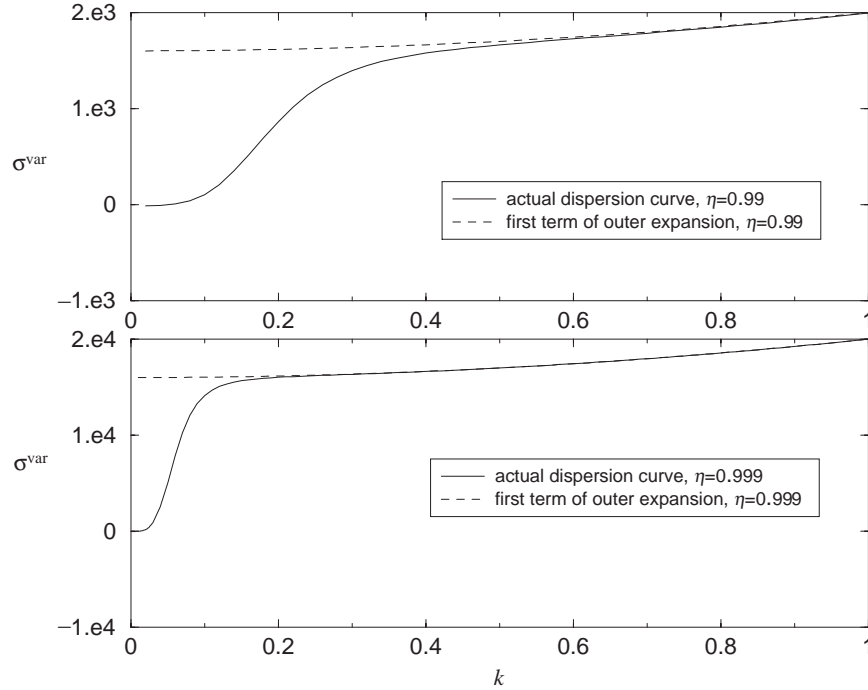 2.e3
1.e3
σvar
0
−1.e3
actual dispersion curve, η=0.99
first term of outer expansion, η=0.99
0 0.2 0.4 0.6 0.8 1
2.e4
1.e4
σvar
0
−1.e4
actual dispersion curve, η=0.999
first term of outer expansion, η=0.999
0 0.2 0.4 0.6 0.8 1
k